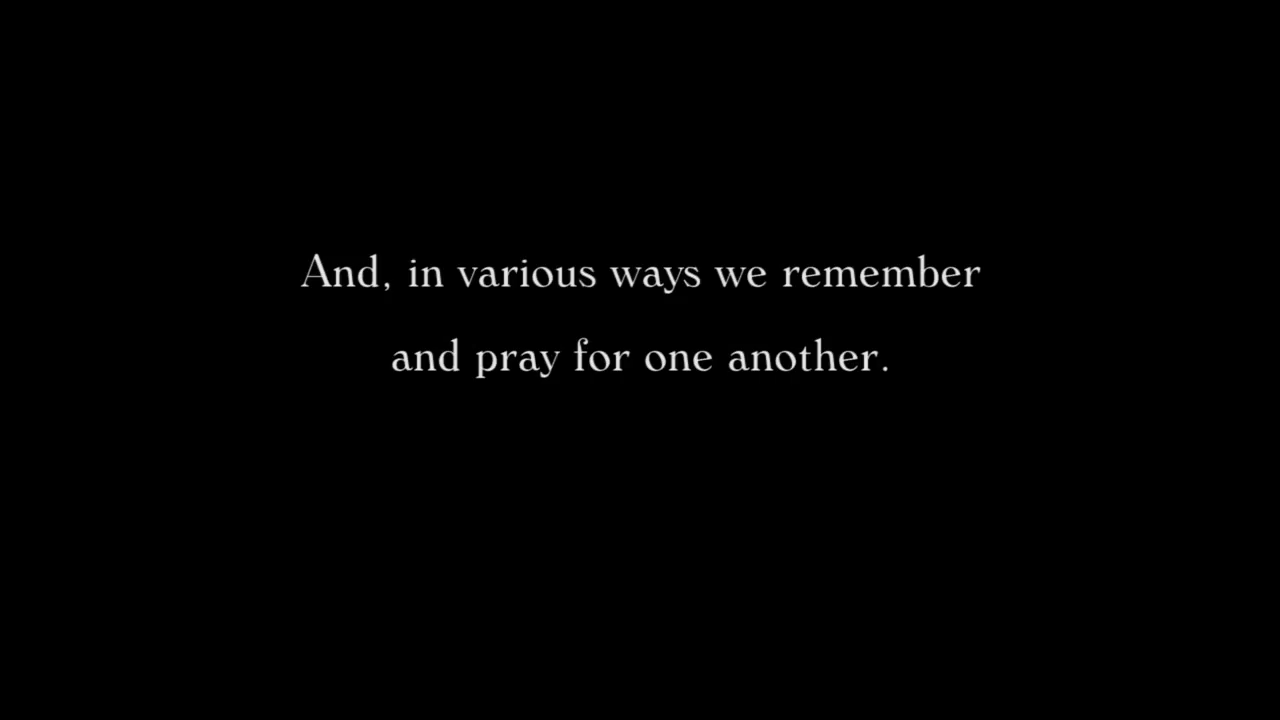 And, in various ways we remember
and pray for one another.